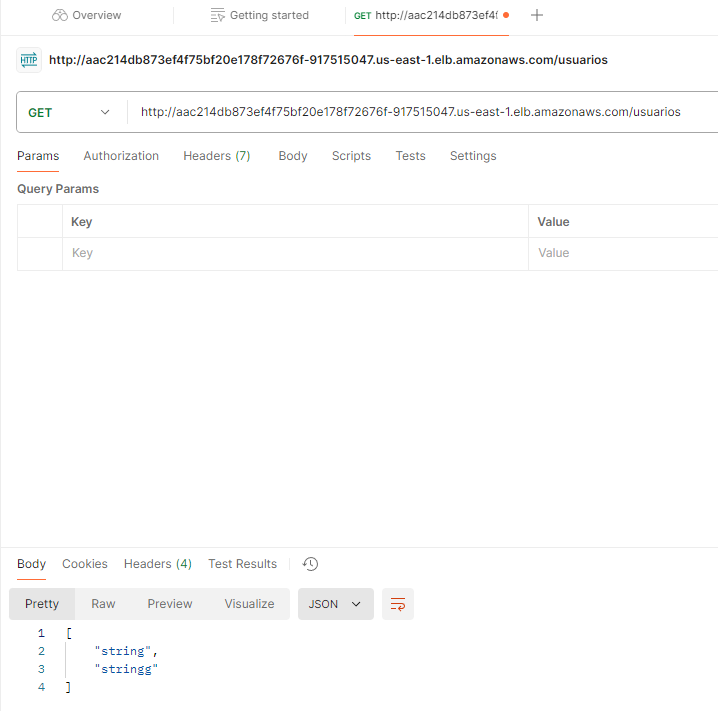 Overview Getting started GET http://aac214db873ef4f
HTTP http://aac214db873ef4f75bf20e178f72676f-917515047.us-east-1.elb.amazonaws.com/usuarios
GET http://aac214db873ef4f75bf20e178f72676f-917515047.us-east-1.elb.amazonaws.com/usuarios
Params Authorization Headers (7) Body Scripts Tests Settings
Query Params
Key Value
Key Value
Body Cookies Headers (4) Test Results
Pretty Raw Preview Visualize JSON
1 [
2 "string",
3 "stringg"
4 ]